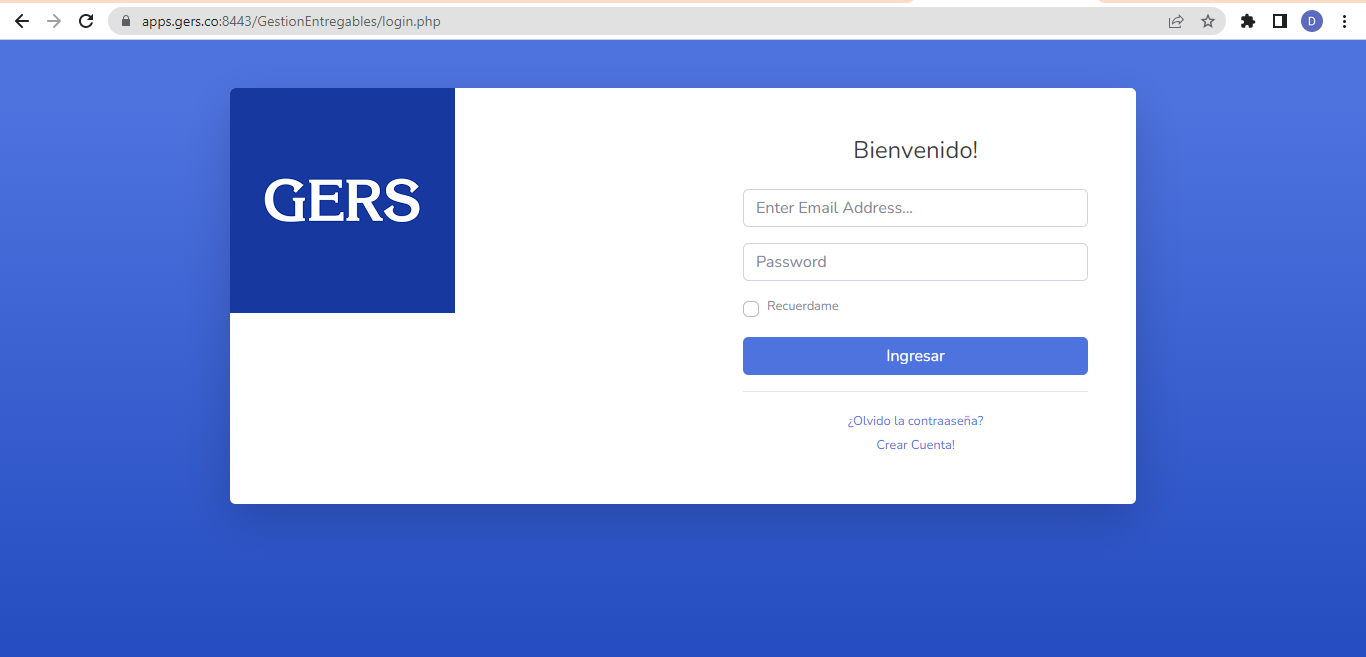 apps.gers.co:8443/GestionEntregables/login.php
D
GERS
Bienvenido!
Enter Email Address...
Password
Recuerdame
Ingresar
¿Olvido la contraaseña?
Crear Cuenta!